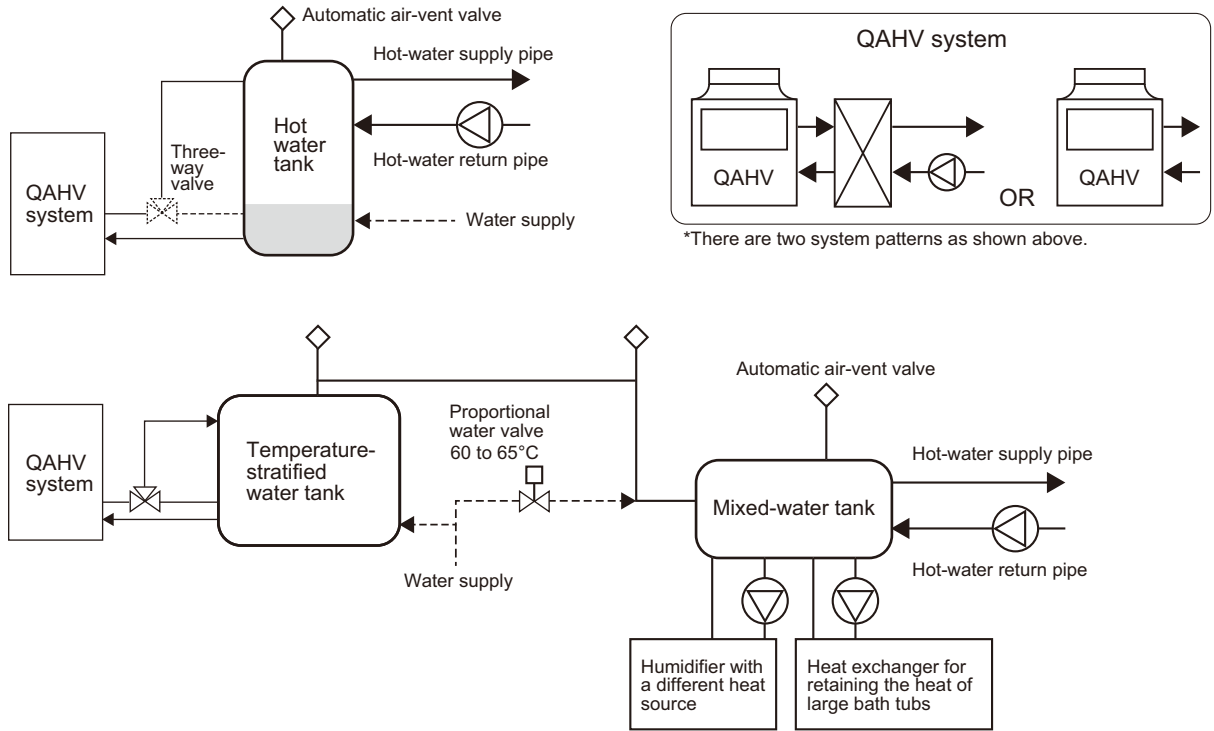 Automatic air-vent valve
Hot-water supply pipe
Hot
water
tank
Hot-water return pipe
Three-
way
valve
QAHV
system
Water supply
QAHV system
QAHV
QAHV
OR
*There are two system patterns as shown above.
Automatic air-vent valve
QAHV
system
Temperature-
stratified
water tank
Proportional
water valve
60 to 65°C
Hot-water supply pipe
Mixed-water tank
Water supply
Hot-water return pipe
Humidifier with
a different heat
source
Heat exchanger for
retaining the heat of
large bath tubs